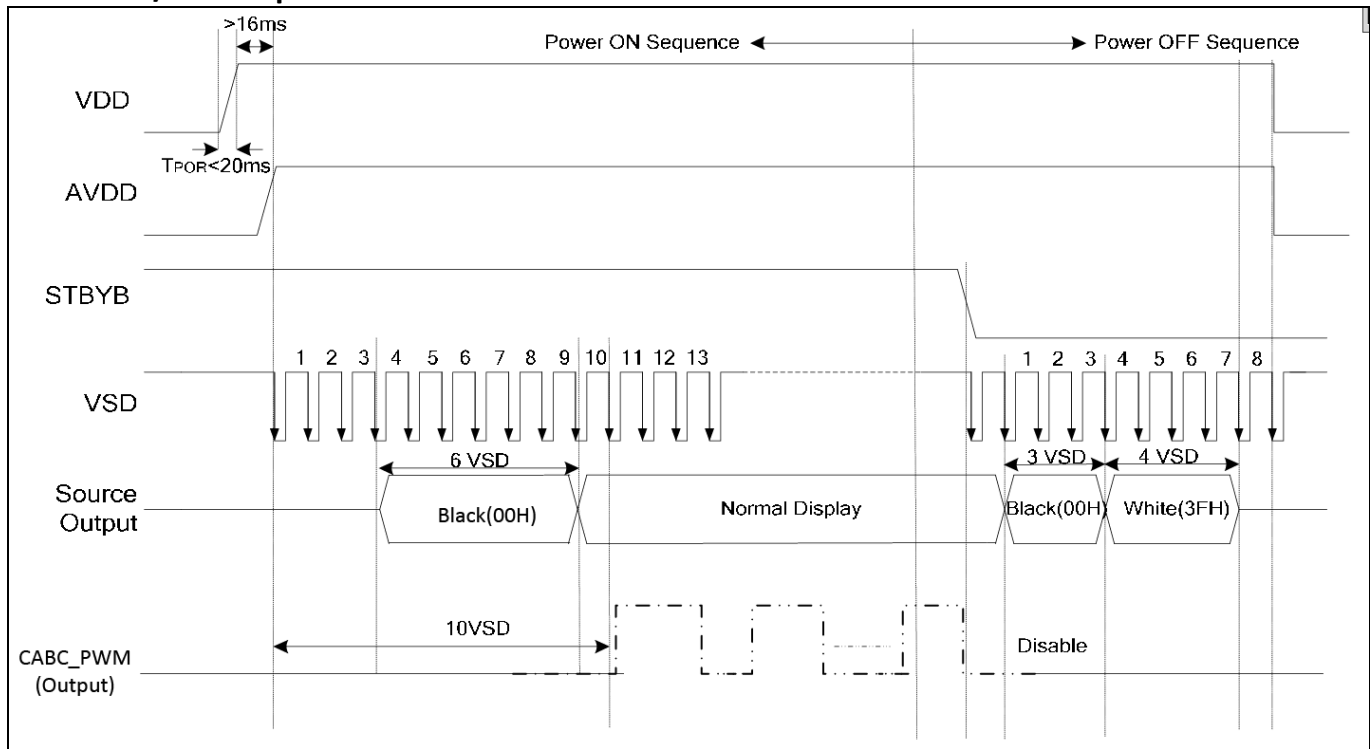 >16ms
Power ON Sequence
Power OFF Sequence
VDD
TPOR<20ms
AVDD
STBYB
1 2 3 4 5 6 7 8 9 10 11 12 13
1 2 3 4 5 6 7 8
VSD
6 VSD
3 VSD
4 VSD
Source
Output
Black(00H)
Normal Display
Black(00H)
White(3FH)
10VSD
Disable
CABC_PWM
(Output)